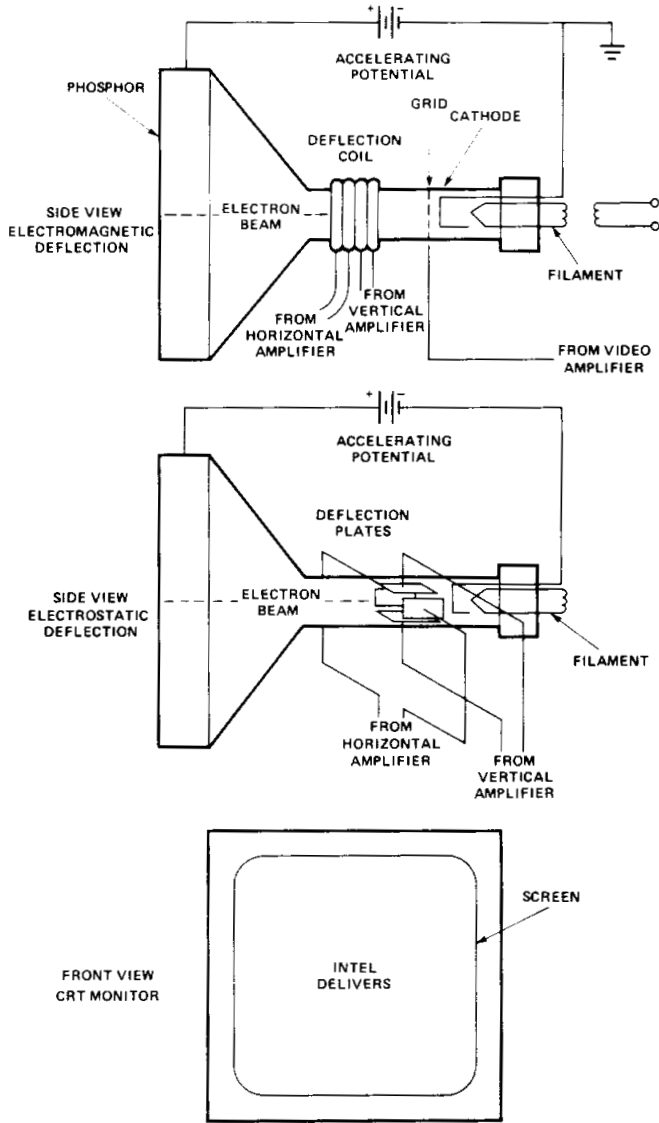 + -
ACCELERATING
POTENTIAL
PHOSPHOR
GRID
CATHODE
DEFLECTION
COIL
SIDE VIEW
ELECTROMAGNETIC
DEFLECTION
ELECTRON
BEAM
FILAMENT
FROM
HORIZONTAL
AMPLIFIER
FROM
VERTICAL
AMPLIFIER
FROM VIDEO
AMPLIFIER
+ -
ACCELERATING
POTENTIAL
DEFLECTION
PLATES
SIDE VIEW
ELECTROSTATIC
DEFLECTION
ELECTRON
BEAM
FILAMENT
FROM
HORIZONTAL
AMPLIFIER
FROM
VERTICAL
AMPLIFIER
SCREEN
FRONT VIEW
CRT MONITOR
INTEL
DELIVERS